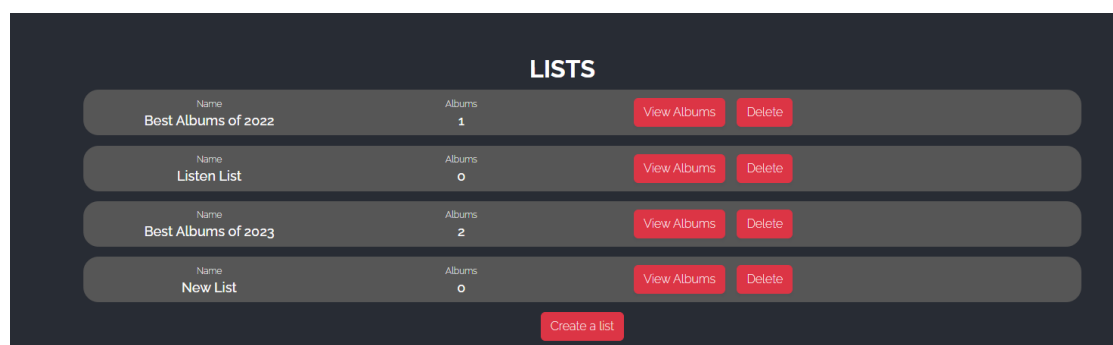 LISTS
Name Albums
Best Albums of 2022 1 View Albums Delete
Name Albums
Listen List 0 View Albums Delete
Name Albums
Best Albums of 2023 2 View Albums Delete
Name Albums
New List 0 View Albums Delete
Create a list